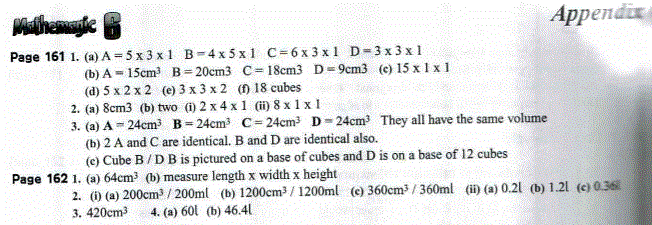 Mathemagic 6
Appendix
Page 161 1. (a) A = 5 x 3 x 1 B = 4 x 5 x 1 C = 6 x 3 x 1 D = 3 x 3 x 1
(b) A = 15cm³ B = 20cm3 C = 18cm3 D = 9cm3 (c) 15 x 1 x 1
(d) 5 x 2 x 2 (e) 3 x 3 x 2 (f) 18 cubes
2. (a) 8cm3 (b) two (i) 2 x 4 x 1 (ii) 8 x 1 x 1
3. (a) A = 24cm³ B = 24cm³ C = 24cm³ D = 24cm³ They all have the same volume
(b) 2 A and C are identical. B and D are identical also.
(c) Cube B / D B is pictured on a base of cubes and D is on a base of 12 cubes
Page 162 1. (a) 64cm³ (b) measure length x width x height
2. (i) (a) 200cm³ / 200ml (b) 1200cm³ / 1200ml (c) 360cm³ / 360ml (ii) (a) 0.2l (b) 1.2l (c) 0.36l
3. 420cm³ 4. (a) 60l (b) 46.4l